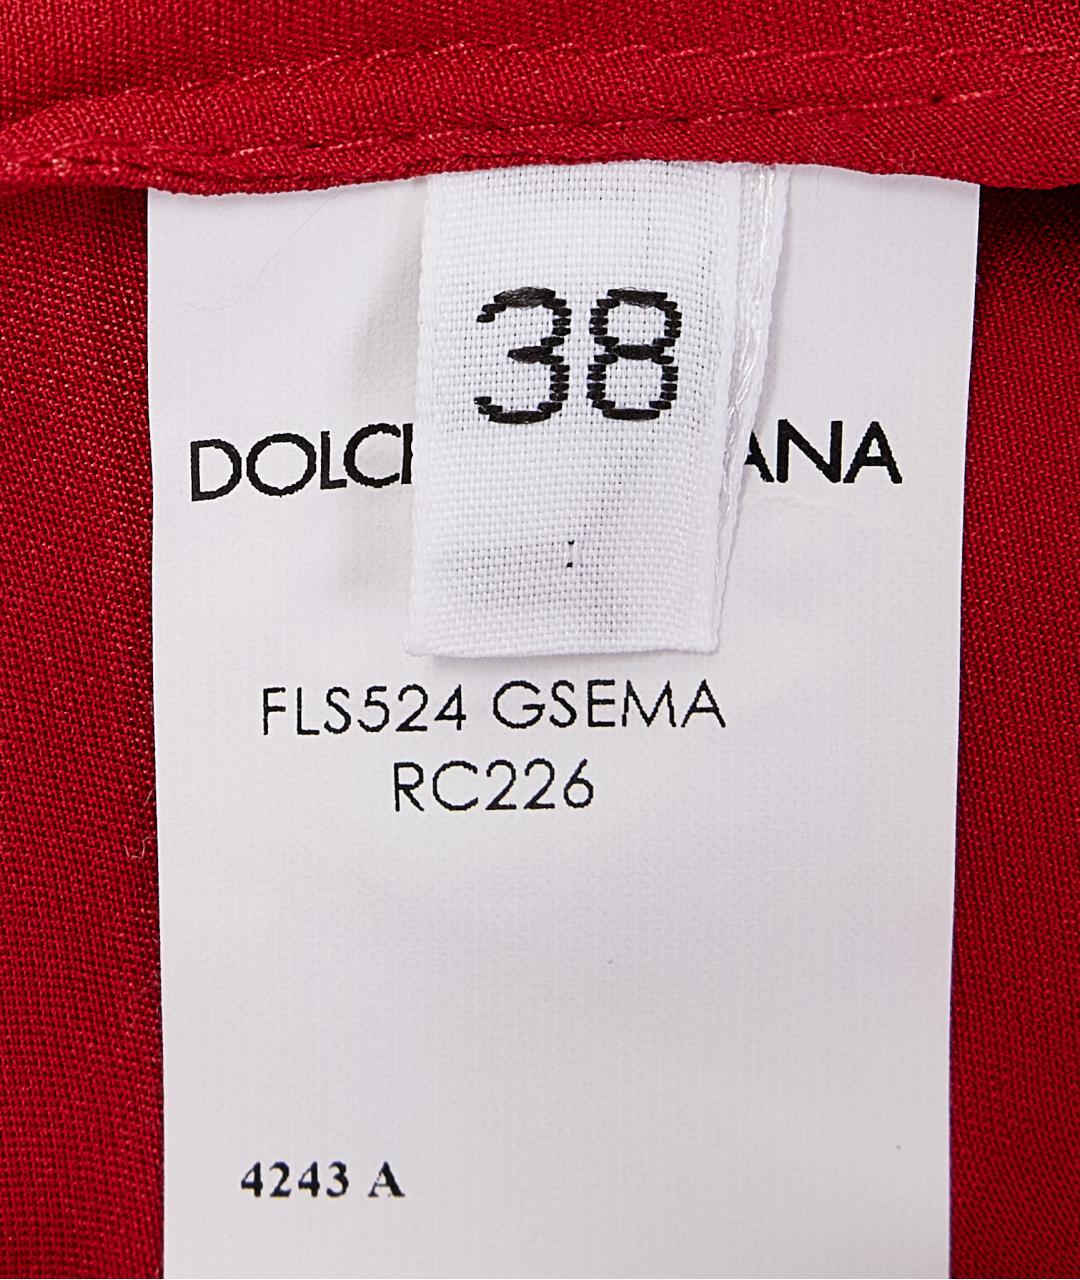 38
DOLC ANA
FLS524 GSEMA
RC226
4243 A